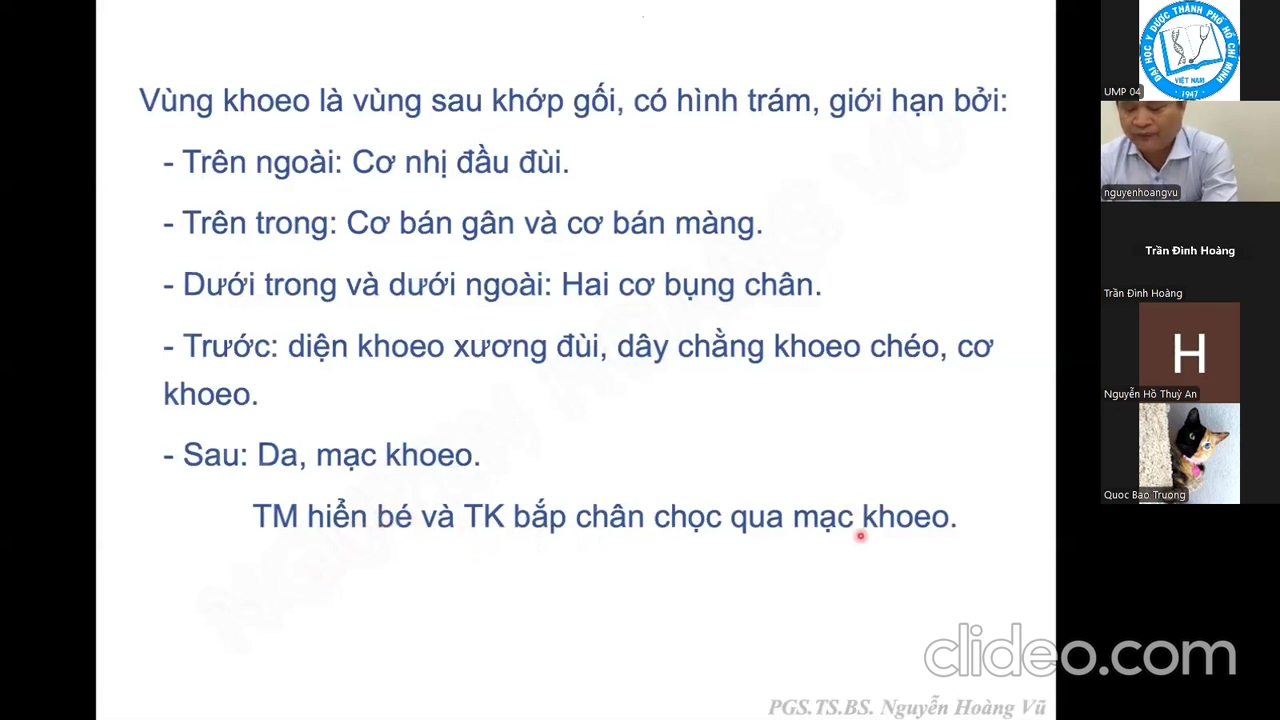 Vùng khoeo là vùng sau khớp gối, có hình trám, giới hạn bởi:
- Trên ngoài: Cơ nhị đầu đùi.
- Trên trong: Cơ bán gân và cơ bán màng.
- Dưới trong và dưới ngoài: Hai cơ bụng chân.
- Trước: diện khoeo xương đùi, dây chằng khoeo chéo, cơ
khoeo.
- Sau: Da, mạc khoeo.
TM hiển bé và TK bắp chân chọc qua mạc khoeo.
PGS.TS.BS. Nguyễn Hoàng Vũ
clideo.com
ĐẠI HỌC Y DƯỢC THÀNH PHỐ HỒ CHÍ MINH
VIỆT NAM
1947
UMP 04
nguyenhoangvu
Trần Đình Hoàng
Trần Đình Hoàng
H
Nguyễn Hồ Thuỳ An
Quoc Bao Truong